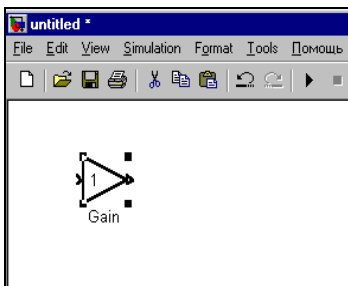 untitled *
File Edit View Simulation Format Tools Помощь
1
Gain